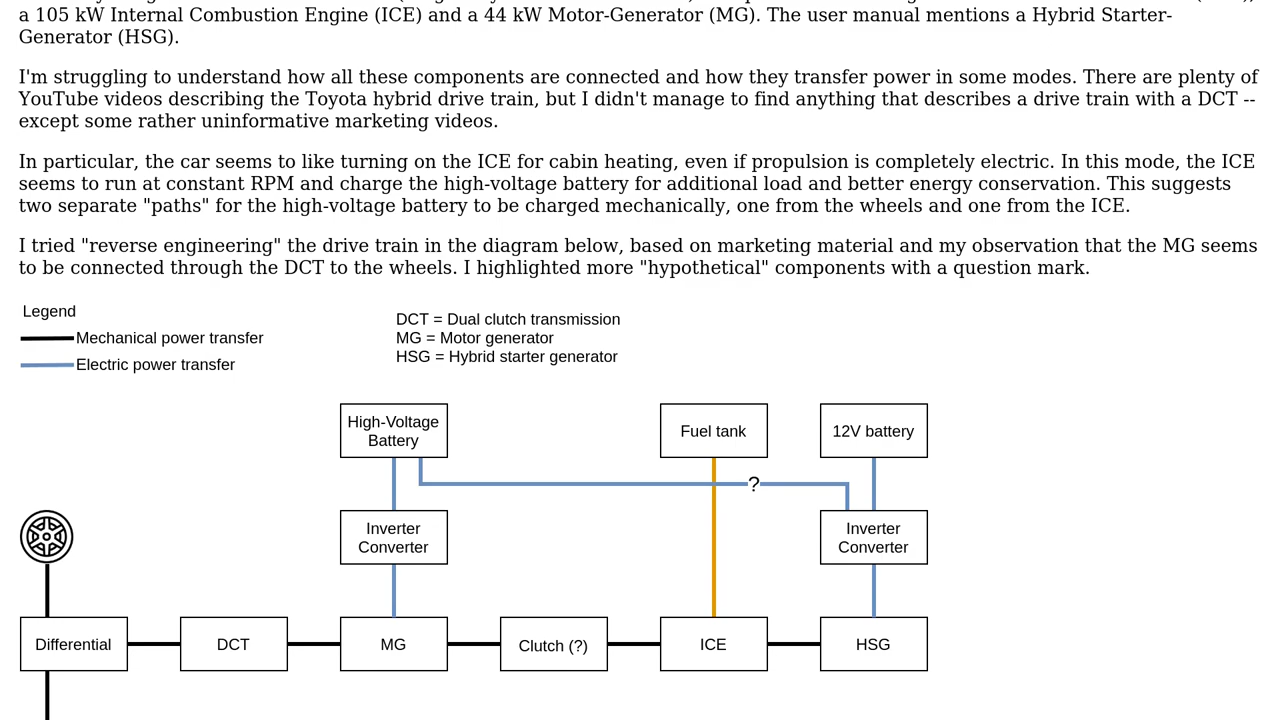 a 105 kW Internal Combustion Engine (ICE) and a 44 kW Motor-Generator (MG). The user manual mentions a Hybrid Starter-
Generator (HSG).
I'm struggling to understand how all these components are connected and how they transfer power in some modes. There are plenty of
YouTube videos describing the Toyota hybrid drive train, but I didn't manage to find anything that describes a drive train with a DCT --
except some rather uninformative marketing videos.
In particular, the car seems to like turning on the ICE for cabin heating, even if propulsion is completely electric. In this mode, the ICE
seems to run at constant RPM and charge the high-voltage battery for additional load and better energy conservation. This suggests
two separate "paths" for the high-voltage battery to be charged mechanically, one from the wheels and one from the ICE.
I tried "reverse engineering" the drive train in the diagram below, based on marketing material and my observation that the MG seems
to be connected through the DCT to the wheels. I highlighted more "hypothetical" components with a question mark.
Legend
Mechanical power transfer
Electric power transfer
DCT = Dual clutch transmission
MG = Motor generator
HSG = Hybrid starter generator
High-Voltage
Battery
Fuel tank
12V battery
?
Inverter
Converter
Inverter
Converter
Differential
DCT
MG
Clutch (?)
ICE
HSG